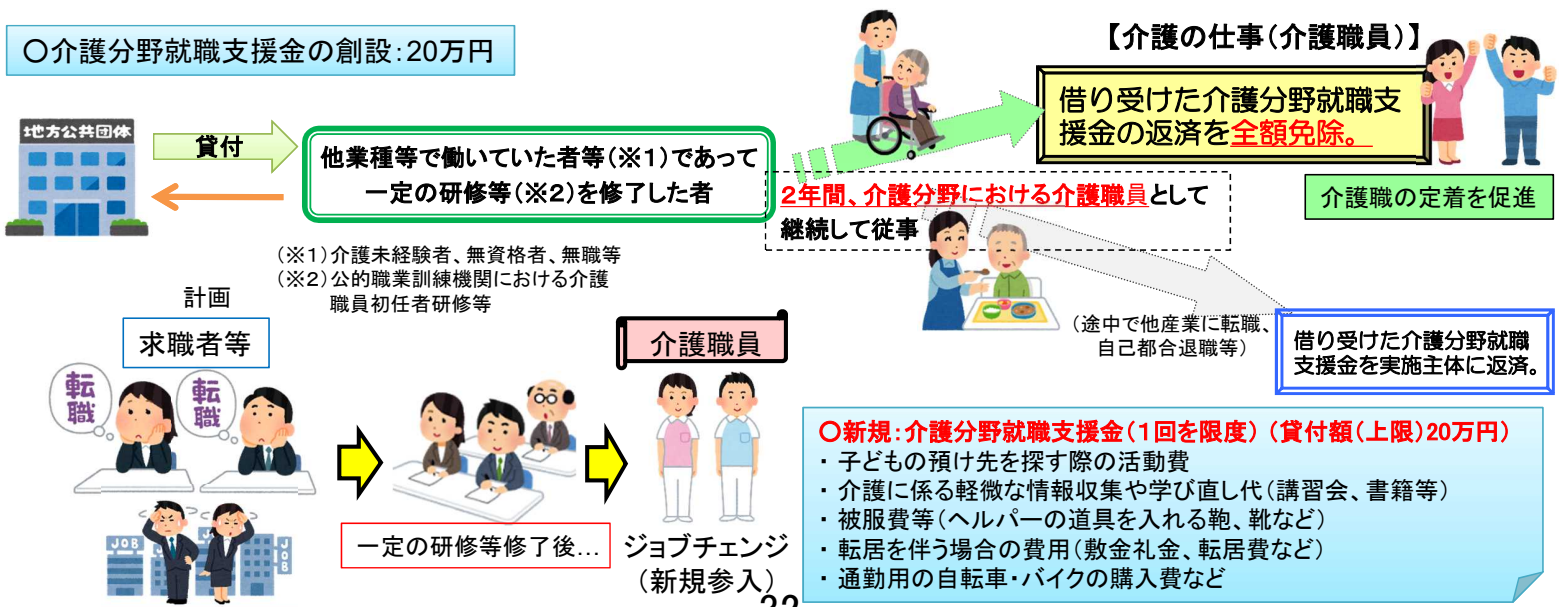 〇介護分野就職支援金の創設:20万円
地方公共団体
貸付
他業種等で働いていた者等(※1)であって
一定の研修等(※2)を修了した者
(※1)介護未経験者、無資格者、無職等
(※2)公的職業訓練機関における介護
職員初任者研修等
【介護の仕事(介護職員)】
借り受けた介護分野就職支
援金の返済を全額免除。
介護職の定着を促進
2年間、介護分野における介護職員として
継続して従事
(途中で他産業に転職、
自己都合退職等)
借り受けた介護分野就職
支援金を実施主体に返済。
計画
求職者等
転職
転職
JOB
JOB
JOB
一定の研修等修了後…
介護職員
ジョブチェンジ
(新規参入)
〇新規:介護分野就職支援金(1回を限度)(貸付額(上限)20万円)
・ 子どもの預け先を探す際の活動費
・ 介護に係る軽微な情報収集や学び直し代(講習会、書籍等)
・ 被服費等(ヘルパーの道具を入れる鞄、靴など)
・ 転居を伴う場合の費用(敷金礼金、転居費など)
・ 通勤用の自転車・バイクの購入費など